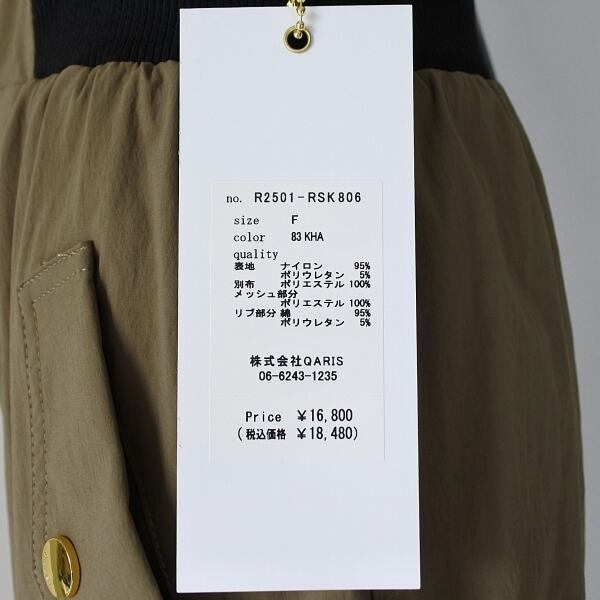 no. R2501-RSK806
size F
color 83 KHA
quality
表地 ナイロン 95%
ポリウレタン 5%
別布 ポリエステル 100%
メッシュ部分
ポリエステル 100%
リブ部分 綿 95%
ポリウレタン 5%
株式会社QARIS
06-6243-1235
Price ¥16,800
(税込価格 ¥18,480)